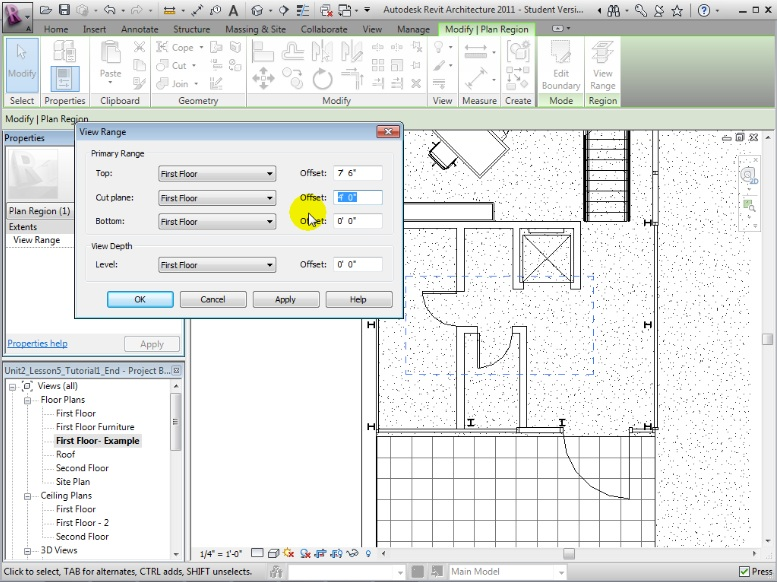 Autodesk Revit Architecture 2011 - Student Versi...
Home Insert Annotate Structure Massing & Site Collaborate View Manage Modify | Plan Region
Modify
Paste
Cope
Cut
Join
Edit Boundary
View Range
Select Properties Clipboard Geometry Modify View Measure Create Mode Region
Modify | Plan Region
Properties
Plan Region (1)
Extents
View Range
Properties help
Apply
View Range
Primary Range
Top: First Floor Offset: 7' 6"
Cut plane: First Floor Offset: 4' 0"
Bottom: First Floor Offset: 0' 0"
View Depth
Level: First Floor Offset: 0' 0"
OK Cancel Apply Help
2D
Unit2_Lesson5_Tutorial1_End - Project B...
Views (all)
Floor Plans
First Floor
First Floor Furniture
First Floor- Example
Roof
Second Floor
Site Plan
Ceiling Plans
First Floor
First Floor - 2
Second Floor
3D Views
1/4" = 1'-0"
Click to select, TAB for alternates, CTRL adds, SHIFT unselects.
Main Model
Press